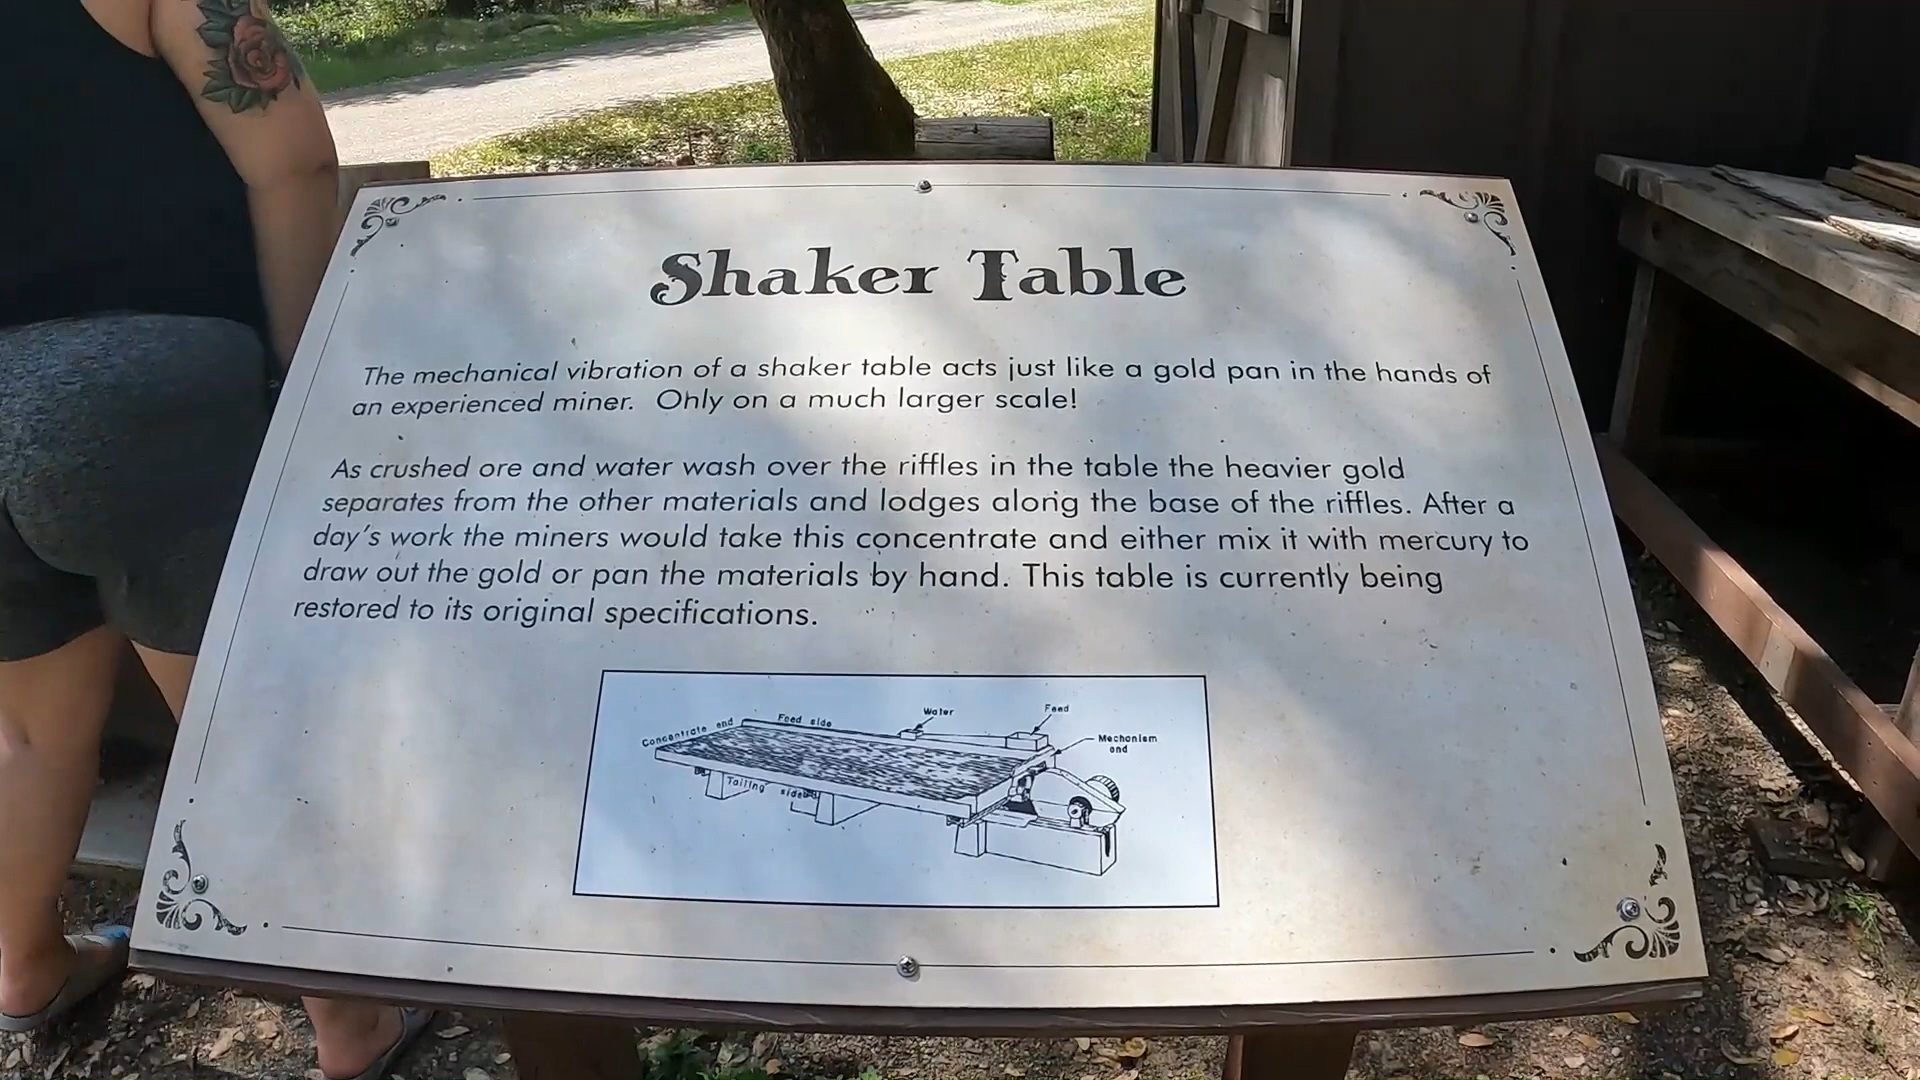 Shaker Table
The mechanical vibration of a shaker table acts just like a gold pan in the hands of
an experienced miner. Only on a much larger scale!
As crushed ore and water wash over the riffles in the table the heavier gold
separates from the other materials and lodges along the base of the riffles. After a
day's work the miners would take this concentrate and either mix it with mercury to
draw out the gold or pan the materials by hand. This table is currently being
restored to its original specifications.
Water
Feed
Concentrate end
Feed side
Mechanism
end
Tailing side